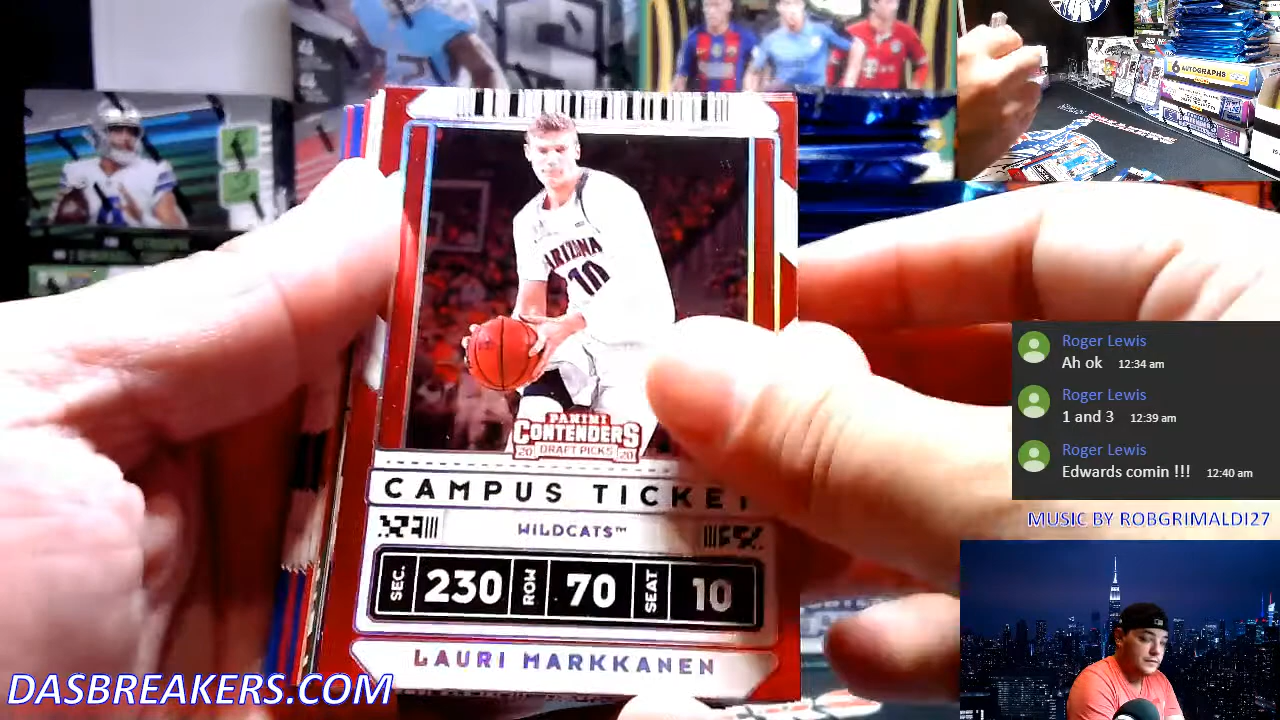 6 AUTOGRAPHS
ARIZONA
10
PANINI
CONTENDERS
20 DRAFT PICKS 20
CAMPUS TICKET
WILDCATS™
SEC. 230 ROW 70 SEAT 10
LAURI MARKKANEN
Roger Lewis
Ah ok 12:34 am
Roger Lewis
1 and 3 12:39 am
Roger Lewis
Edwards comin !!! 12:40 am
MUSIC BY ROBGRIMALDI27
DASBREAKERS.COM